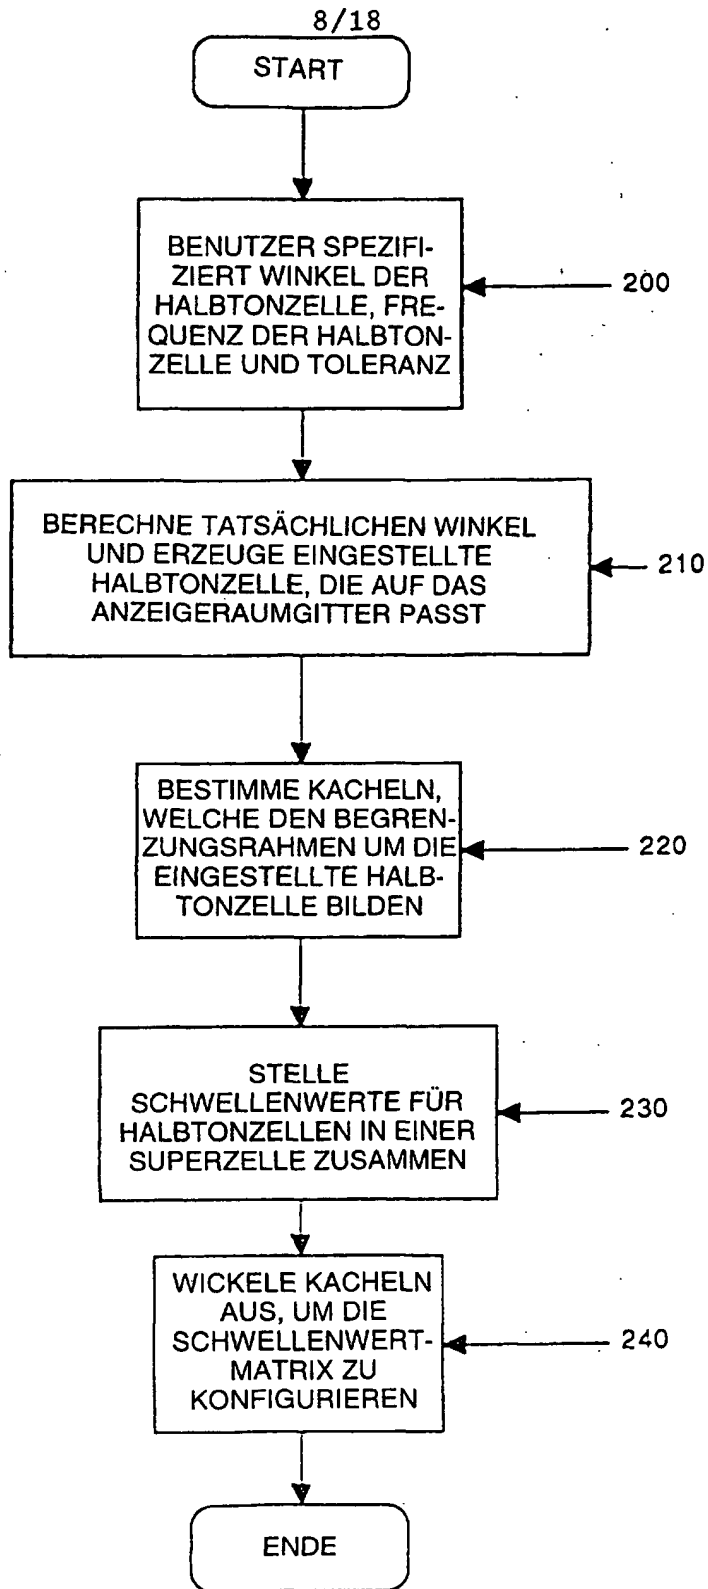 8/18
START
BENUTZER SPEZIFI-
ZIERT WINKEL DER
HALBTONZELLE, FRE-
QUENZ DER HALBTON-
ZELLE UND TOLERANZ
200
BERECHNE TATSÄCHLICHEN WINKEL
UND ERZEUGE EINGESTELLTE
HALBTONZELLE, DIE AUF DAS
ANZEIGERAUMGITTER PASST
210
BESTIMME KACHELN,
WELCHE DEN BEGREN-
ZUNGSRAHMEN UM DIE
EINGESTELLTE HALB-
TONZELLE BILDEN
220
STELLE
SCHWELLENWERTE FÜR
HALBTONZELLEN IN EINER
SUPERZELLE ZUSAMMEN
230
WICKELE KACHELN
AUS, UM DIE
SCHWELLENWERT-
MATRIX ZU
KONFIGURIEREN
240
ENDE